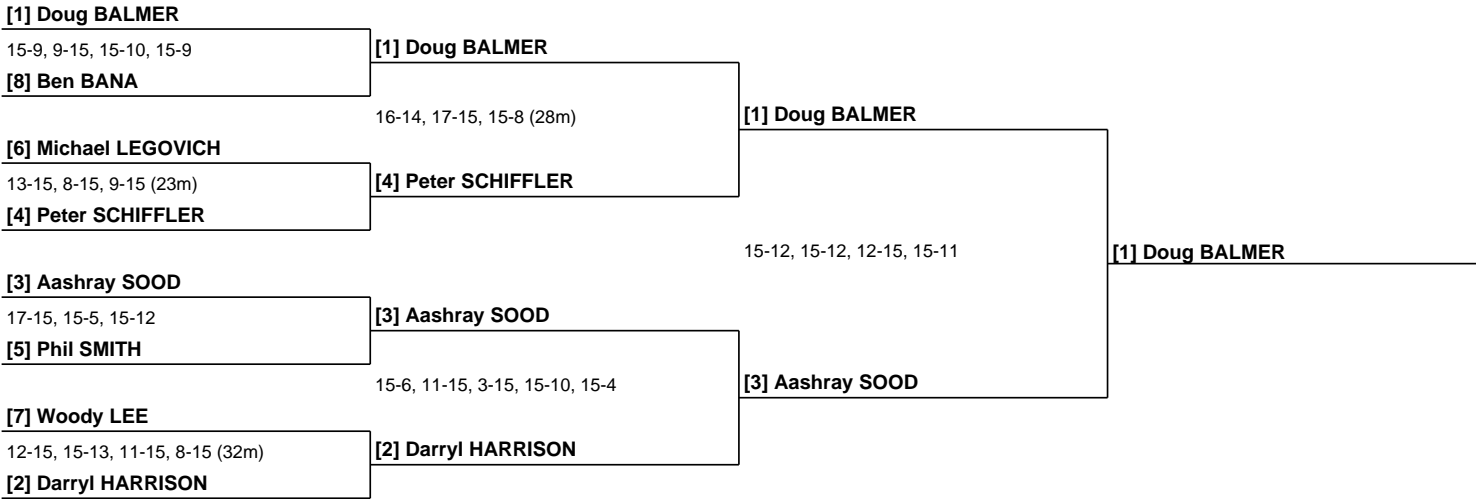 [1] Doug BALMER
15-9, 9-15, 15-10, 15-9
[8] Ben BANA
[6] Michael LEGOVICH
13-15, 8-15, 9-15 (23m)
[4] Peter SCHIFFLER
[3] Aashray SOOD
17-15, 15-5, 15-12
[5] Phil SMITH
[7] Woody LEE
12-15, 15-13, 11-15, 8-15 (32m)
[2] Darryl HARRISON
[1] Doug BALMER
16-14, 17-15, 15-8 (28m)
[4] Peter SCHIFFLER
[3] Aashray SOOD
15-6, 11-15, 3-15, 15-10, 15-4
[2] Darryl HARRISON
[1] Doug BALMER
15-12, 15-12, 12-15, 15-11
[3] Aashray SOOD
[1] Doug BALMER